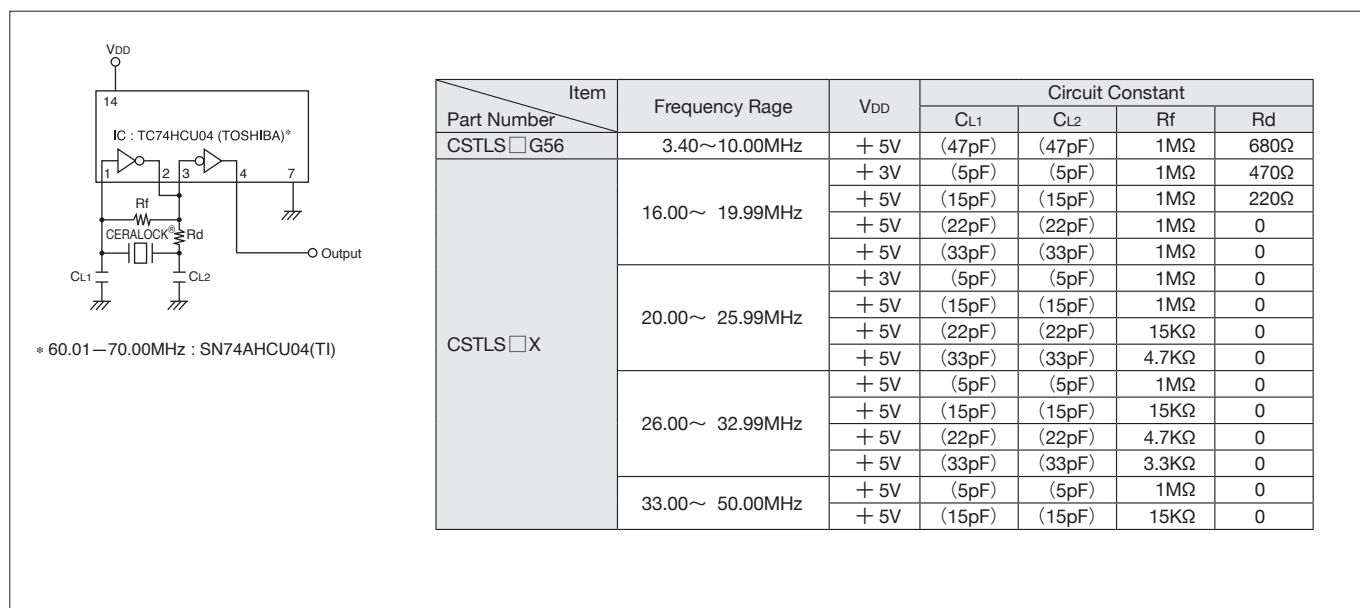 VDD
14
IC : TC74HCU04 (TOSHIBA)*
1 2 3 4 7
Rf
CERALOCK® Rd
Output
CL1 CL2
* 60.01—70.00MHz : SN74AHCU04(TI)
Item
Part Number Frequency Rage VDD Circuit Constant
CL1 CL2 Rf Rd
CSTLS□G56 3.40～10.00MHz ＋5V （47pF） （47pF） 1MΩ 680Ω
CSTLS□X 16.00～ 19.99MHz ＋3V （5pF） （5pF） 1MΩ 470Ω
＋5V （15pF） （15pF） 1MΩ 220Ω
＋5V （22pF） （22pF） 1MΩ 0
＋5V （33pF） （33pF） 1MΩ 0
20.00～ 25.99MHz ＋3V （5pF） （5pF） 1MΩ 0
＋5V （15pF） （15pF） 1MΩ 0
＋5V （22pF） （22pF） 15KΩ 0
＋5V （33pF） （33pF） 4.7KΩ 0
26.00～ 32.99MHz ＋5V （5pF） （5pF） 1MΩ 0
＋5V （15pF） （15pF） 15KΩ 0
＋5V （22pF） （22pF） 4.7KΩ 0
＋5V （33pF） （33pF） 3.3KΩ 0
33.00～ 50.00MHz ＋5V （5pF） （5pF） 1MΩ 0
＋5V （15pF） （15pF） 15KΩ 0